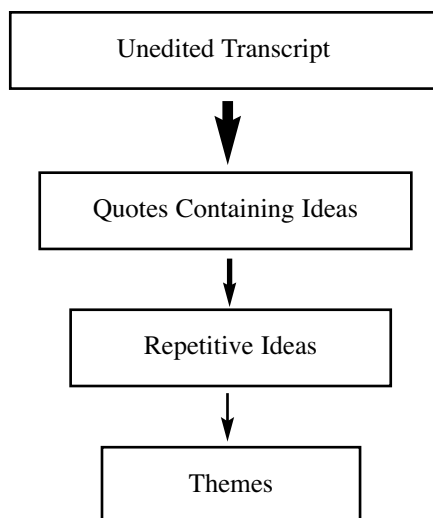 Unedited Transcript
Quotes Containing Ideas
Repetitive Ideas
Themes